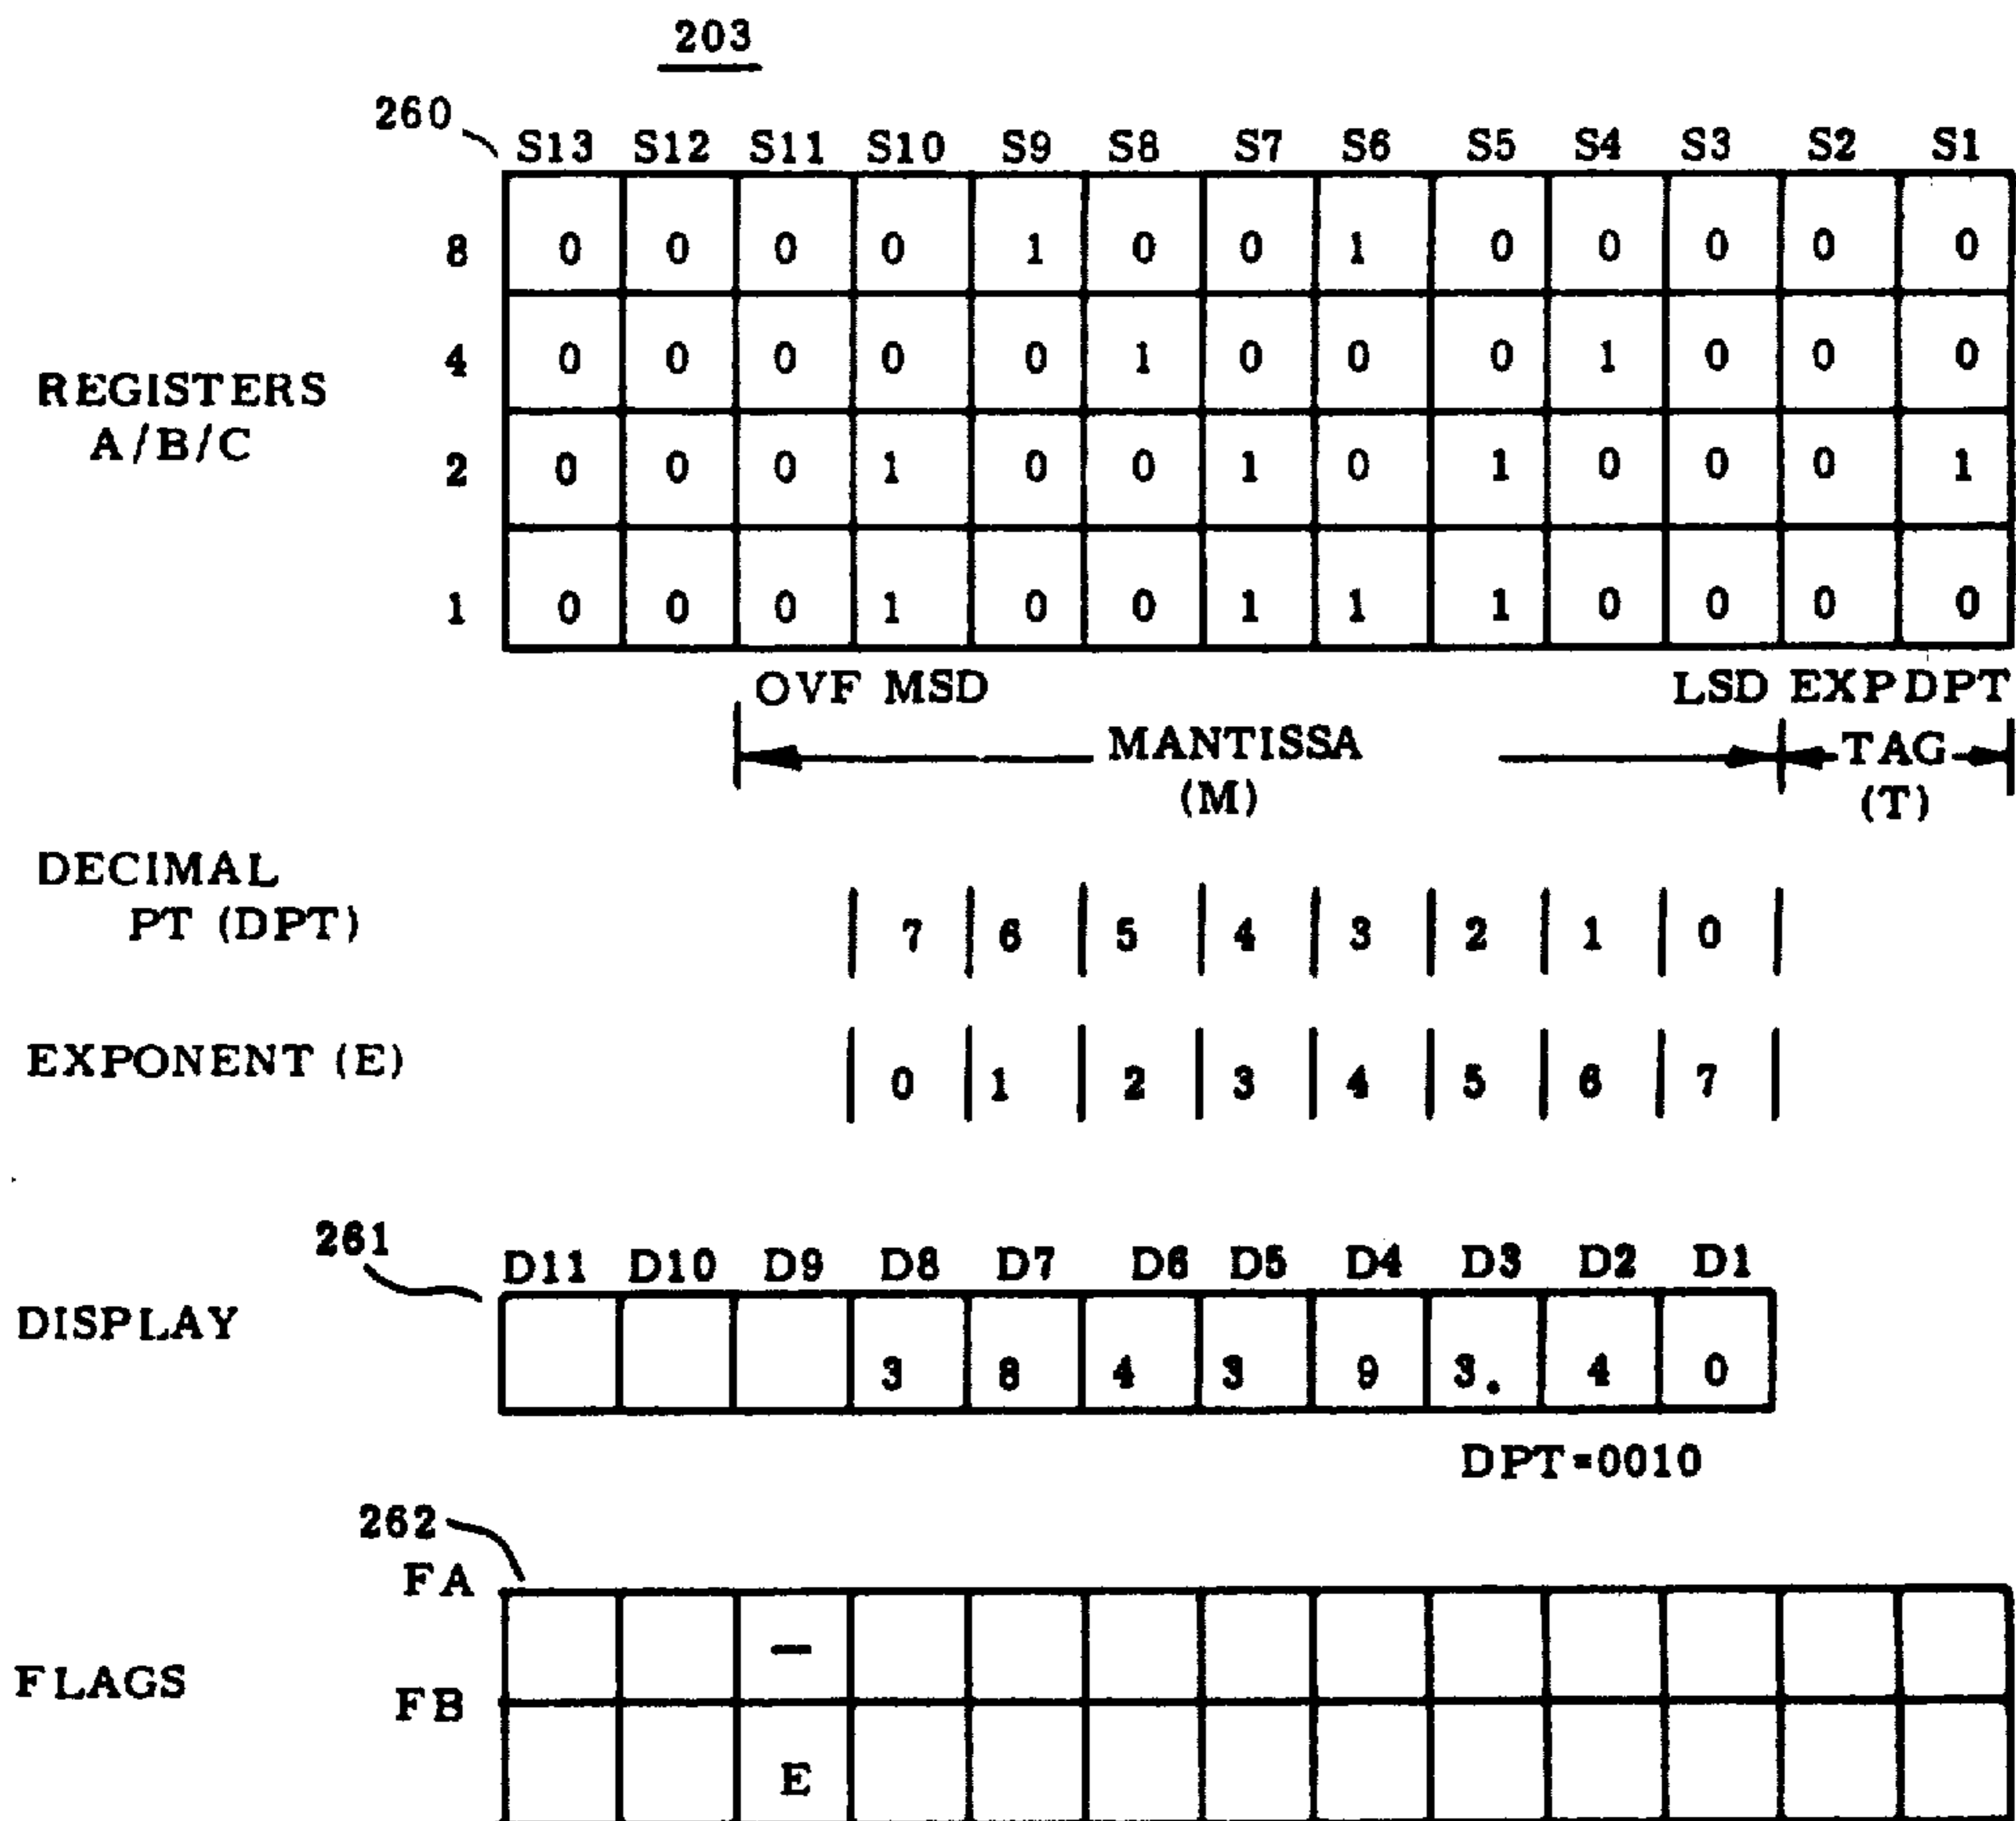 203
260
S13 S12 S11 S10 S9 S8 S7 S6 S5 S4 S3 S2 S1
8 0 0 0 0 1 0 0 1 0 0 0 0 0
REGISTERS
A/B/C
4 0 0 0 0 0 1 0 0 0 1 0 0 0
2 0 0 0 1 0 0 1 0 1 0 0 0 1
1 0 0 0 1 0 0 1 1 1 0 0 0 0
OVF MSD LSD EXP DPT
MANTISSA
(M)
TAG
(T)
DECIMAL
PT (DPT)
7 6 5 4 3 2 1 0
EXPONENT (E) 0 1 2 3 4 5 6 7
261
D11 D10 D9 D8 D7 D6 D5 D4 D3 D2 D1
DISPLAY 3 8 4 3 9 3. 4 0
DPT=0010
262
FA
–
FLAGS
FB
E